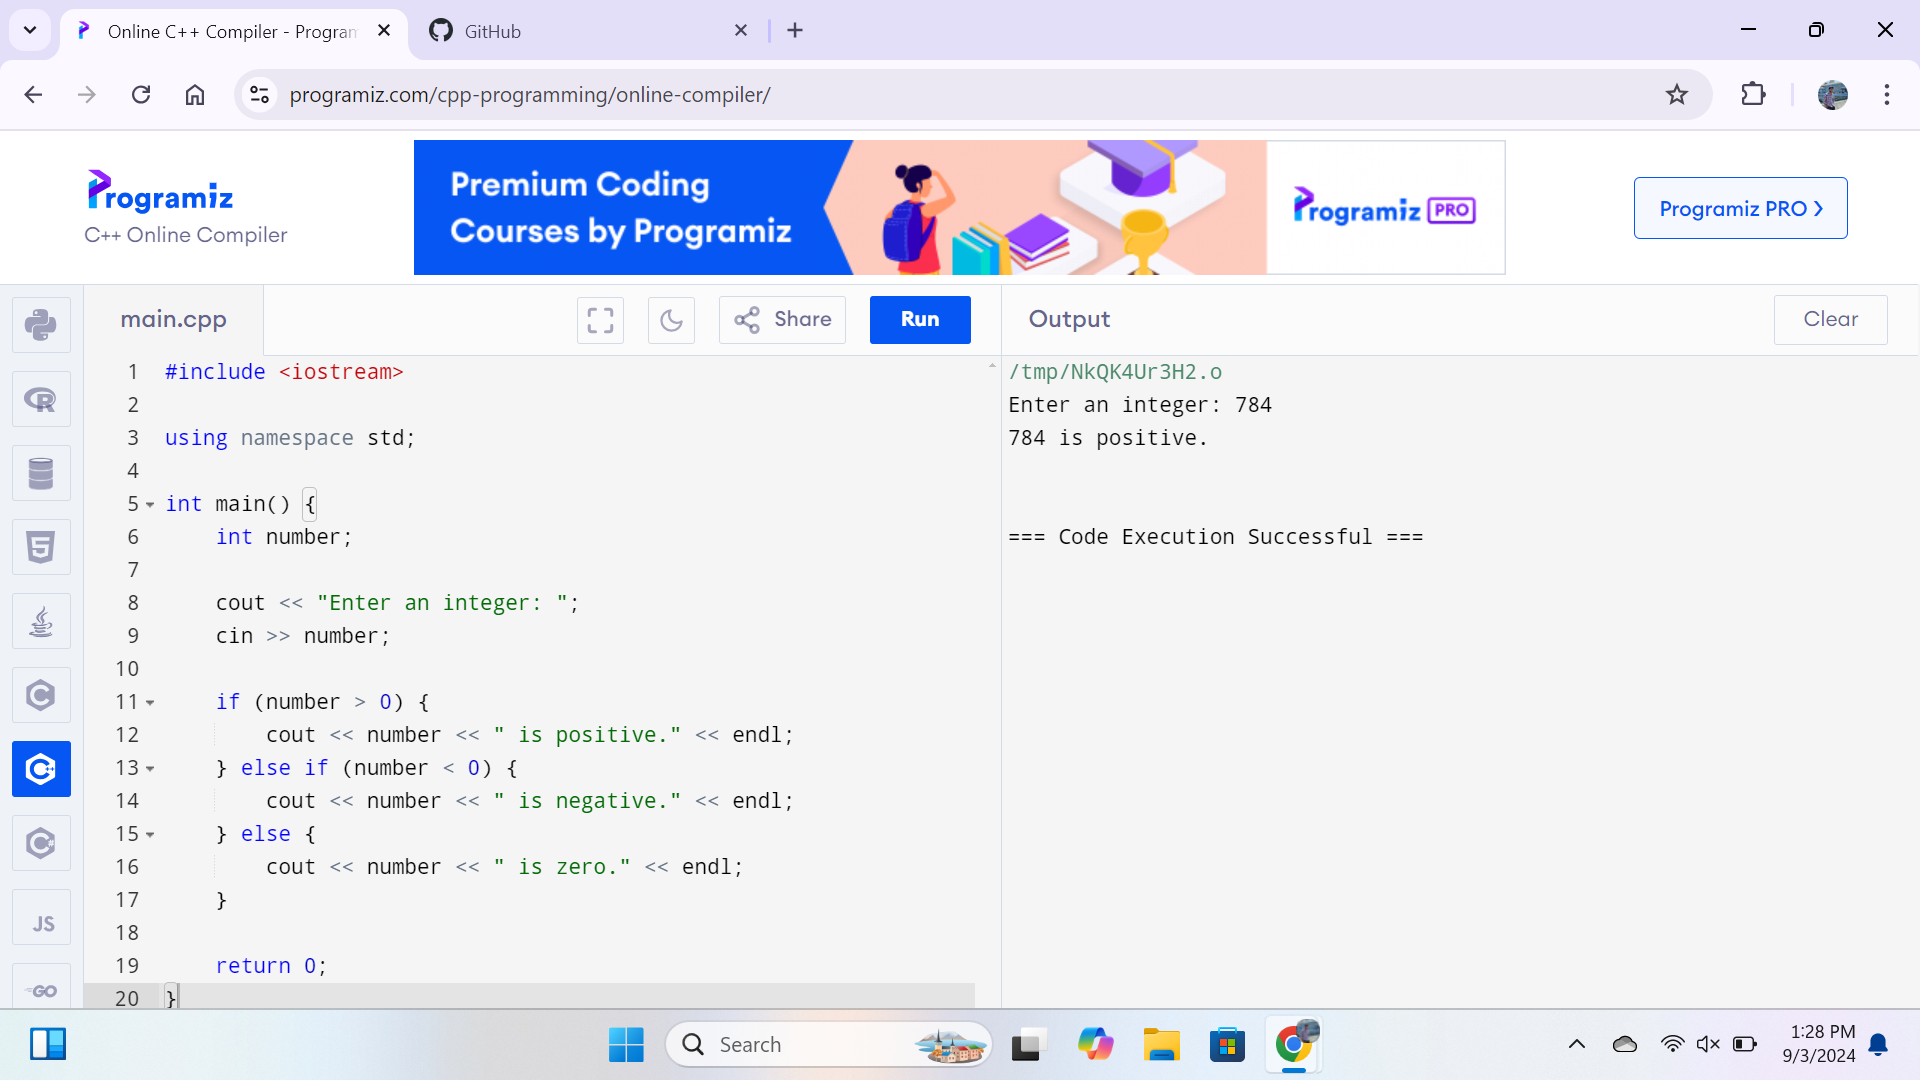 Online C++ Compiler - Program
GitHub
programiz.com/cpp-programming/online-compiler/
Programiz
C++ Online Compiler
Premium Coding
Courses by Programiz
Programiz PRO
Programiz PRO
main.cpp
Share
Run
Output
Clear
1 #include <iostream>
2
3 using namespace std;
4
5 int main() {
6     int number;
7
8     cout << "Enter an integer: ";
9     cin >> number;
10
11     if (number > 0) {
12         cout << number << " is positive." << endl;
13     } else if (number < 0) {
14         cout << number << " is negative." << endl;
15     } else {
16         cout << number << " is zero." << endl;
17     }
18
19     return 0;
20 }
/tmp/NkQK4Ur3H2.o
Enter an integer: 784
784 is positive.
=== Code Execution Successful ===
R
5
C
C++
C#
JS
GO
Search
1:28 PM
9/3/2024